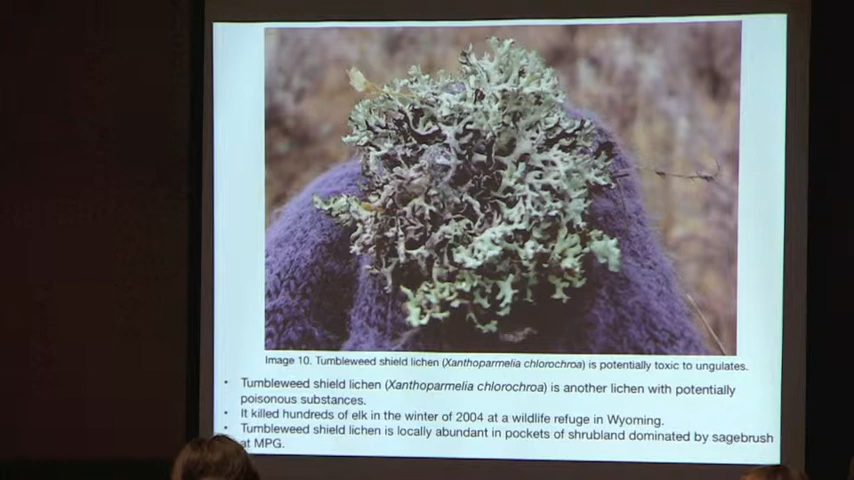 Image 10. Tumbleweed shield lichen (Xanthoparmelia chlorochroa) is potentially toxic to ungulates.
• Tumbleweed shield lichen (Xanthoparmelia chlorochroa) is another lichen with potentially
poisonous substances.
• It killed hundreds of elk in the winter of 2004 at a wildlife refuge in Wyoming.
• Tumbleweed shield lichen is locally abundant in pockets of shrubland dominated by sagebrush
at MPG.